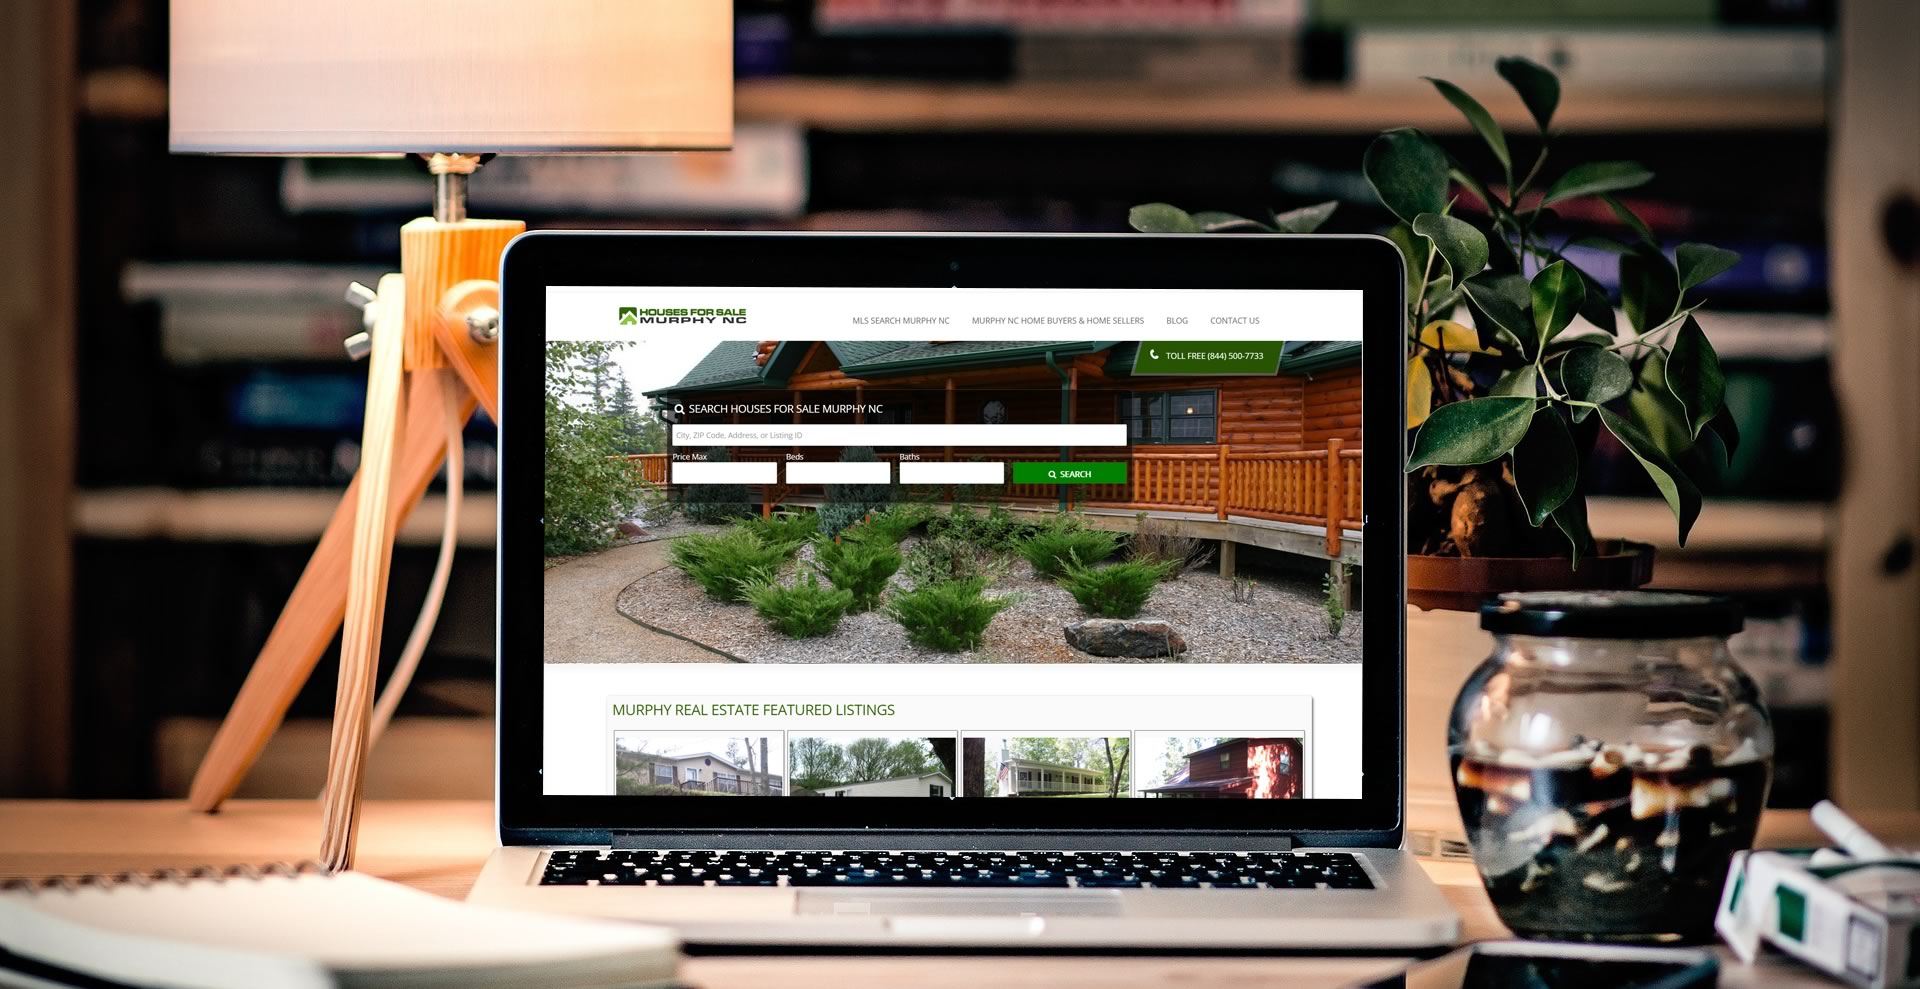 HOUSES FOR SALE
MURPHY NC
MLS SEARCH MURPHY NC
MURPHY NC HOME BUYERS & HOME SELLERS
BLOG
CONTACT US
TOLL FREE (844) 500-7733
SEARCH HOUSES FOR SALE MURPHY NC
City, ZIP Code, Address, or Listing ID
Price Max
Beds
Baths
SEARCH
MURPHY REAL ESTATE FEATURED LISTINGS